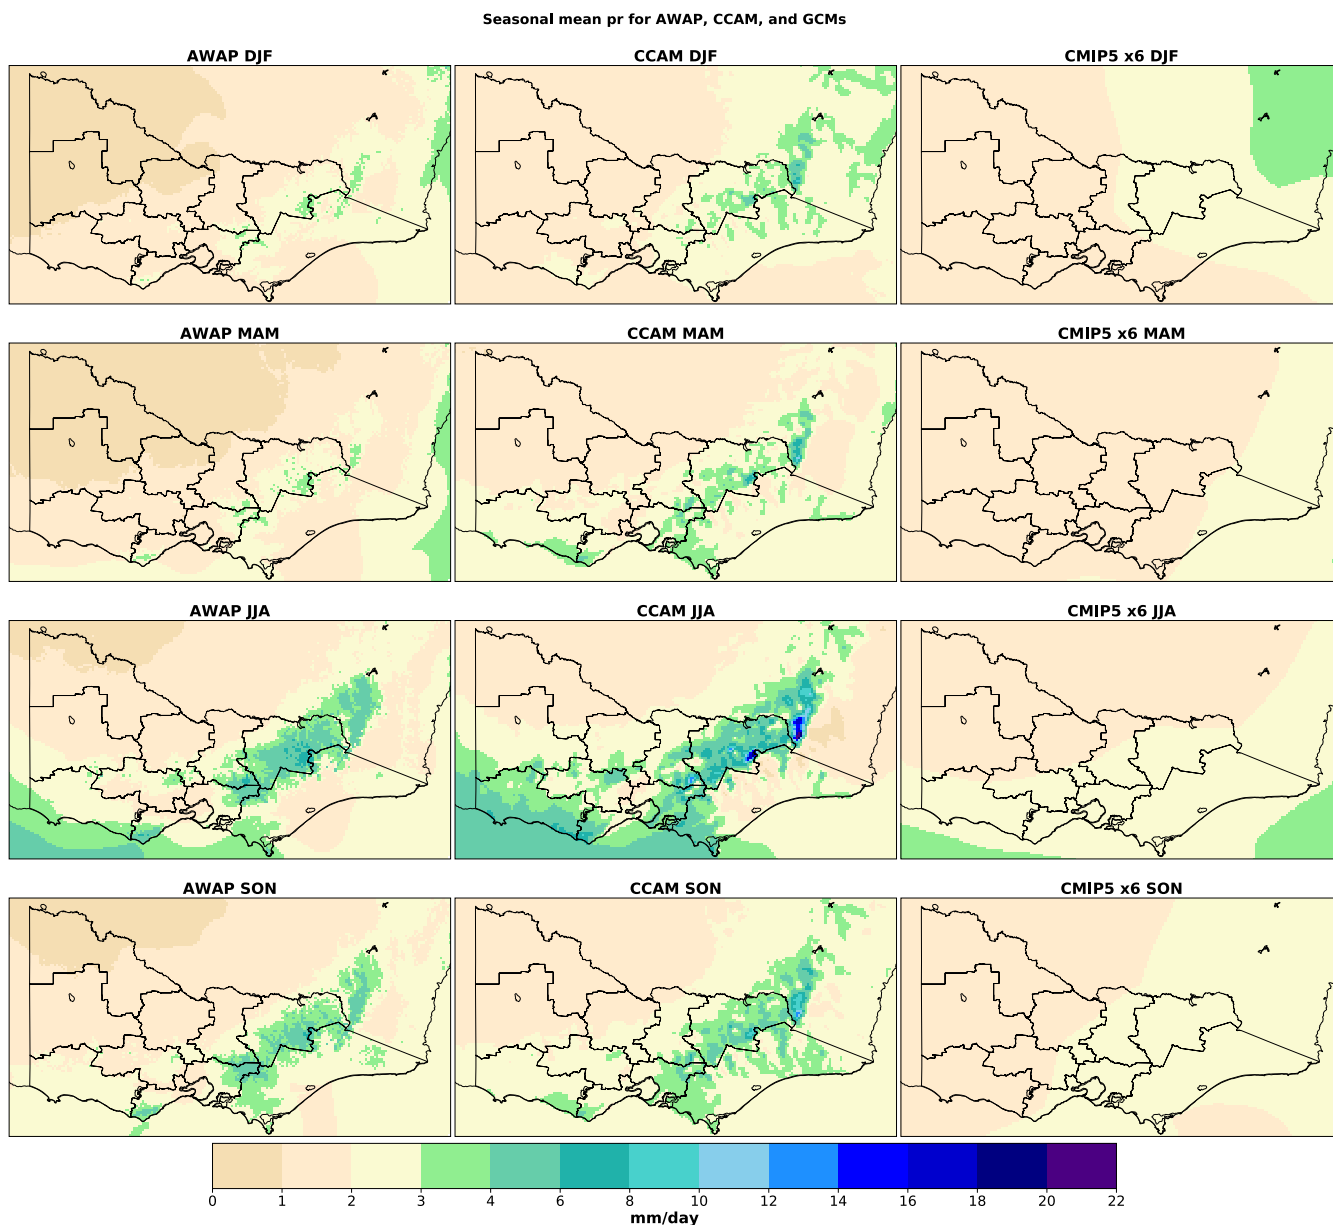 Seasonal mean pr for AWAP, CCAM, and GCMs
AWAP DJF
CCAM DJF
CMIP5 x6 DJF
AWAP MAM
CCAM MAM
CMIP5 x6 MAM
AWAP JJA
CCAM JJA
CMIP5 x6 JJA
AWAP SON
CCAM SON
CMIP5 x6 SON
0 1 2 3 4 6 8 10 12 14 16 18 20 22
mm/day